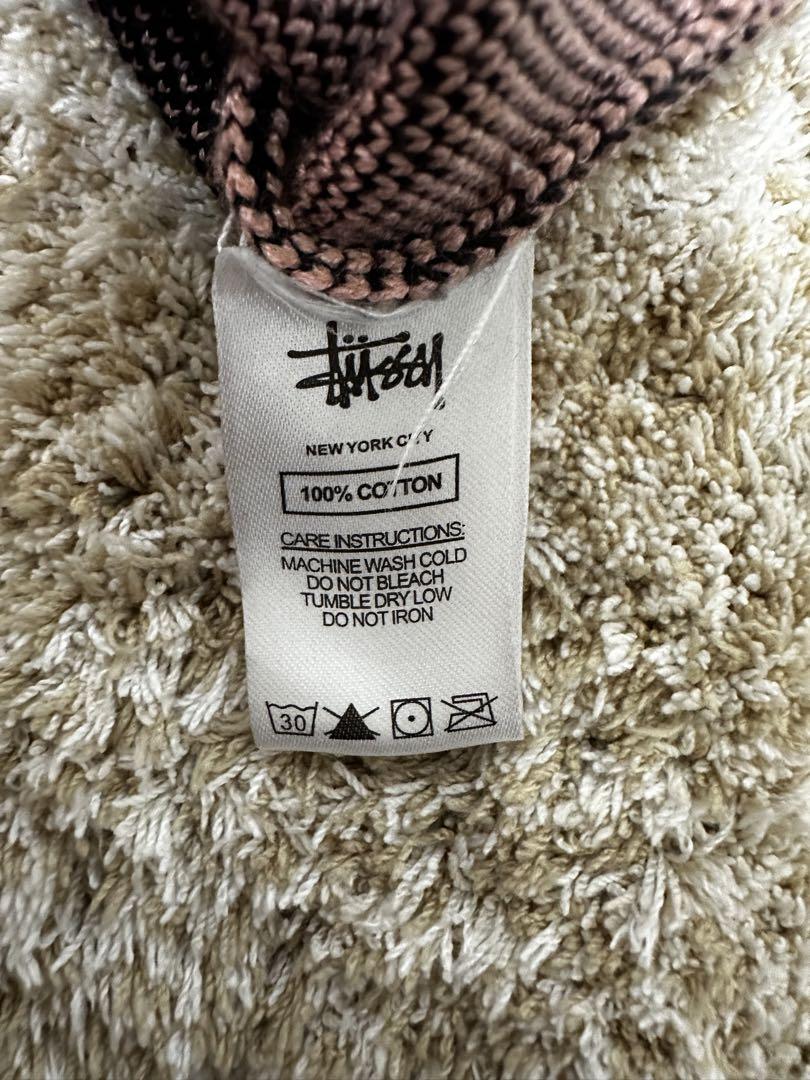 Stüssy
NEW YORK CITY
100% COTTON
CARE INSTRUCTIONS:
MACHINE WASH COLD
DO NOT BLEACH
TUMBLE DRY LOW
DO NOT IRON
30